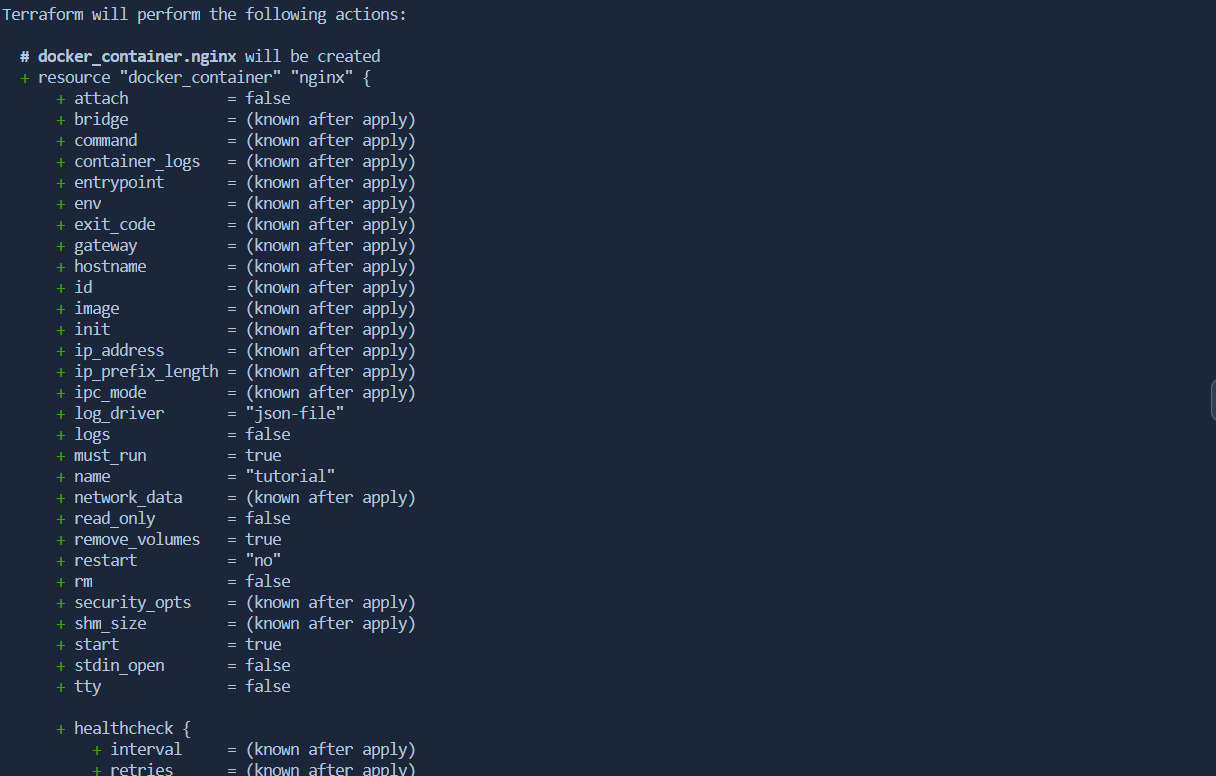 Terraform will perform the following actions:
# docker_container.nginx will be created
+ resource "docker_container" "nginx" {
+ attach = false
+ bridge = (known after apply)
+ command = (known after apply)
+ container_logs = (known after apply)
+ entrypoint = (known after apply)
+ env = (known after apply)
+ exit_code = (known after apply)
+ gateway = (known after apply)
+ hostname = (known after apply)
+ id = (known after apply)
+ image = (known after apply)
+ init = (known after apply)
+ ip_address = (known after apply)
+ ip_prefix_length = (known after apply)
+ ipc_mode = (known after apply)
+ log_driver = "json-file"
+ logs = false
+ must_run = true
+ name = "tutorial"
+ network_data = (known after apply)
+ read_only = false
+ remove_volumes = true
+ restart = "no"
+ rm = false
+ security_opts = (known after apply)
+ shm_size = (known after apply)
+ start = true
+ stdin_open = false
+ tty = false
+ healthcheck {
+ interval = (known after apply)
+ retries = (known after apply)